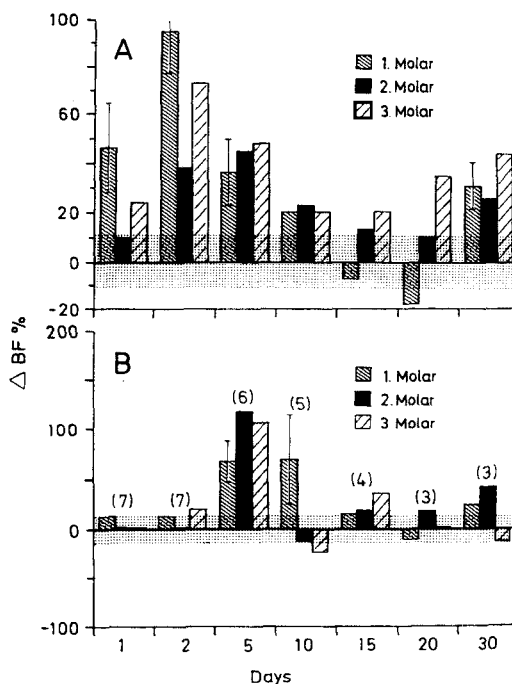 100
A
1. Molar
2. Molar
3. Molar
60
20
0
-20
Δ BF %
200
B
1. Molar
2. Molar
3 Molar
100
(7)
(7)
(6)
(5)
(4)
(3)
(3)
0
-100
1 2 5 10 15 20 30
Days